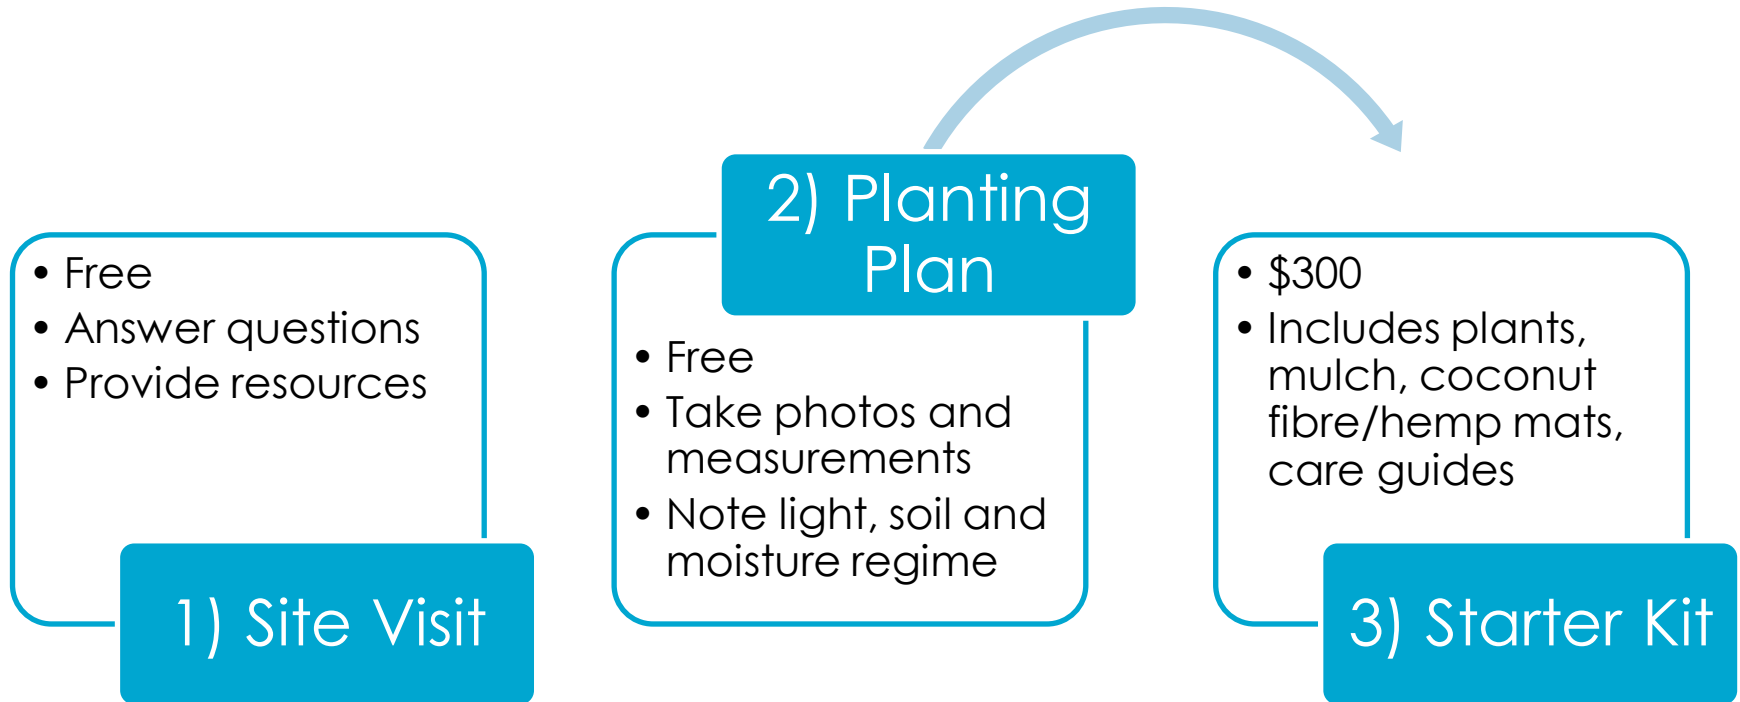 • Free
• Answer questions
• Provide resources
1) Site Visit
2) Planting
Plan
• Free
• Take photos and
measurements
• Note light, soil and
moisture regime
• $300
• Includes plants,
mulch, coconut
fibre/hemp mats,
care guides
3) Starter Kit